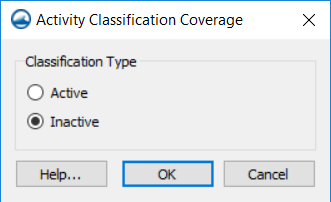 Activity Classification Coverage
Classification Type
Active
Inactive
Help... OK Cancel